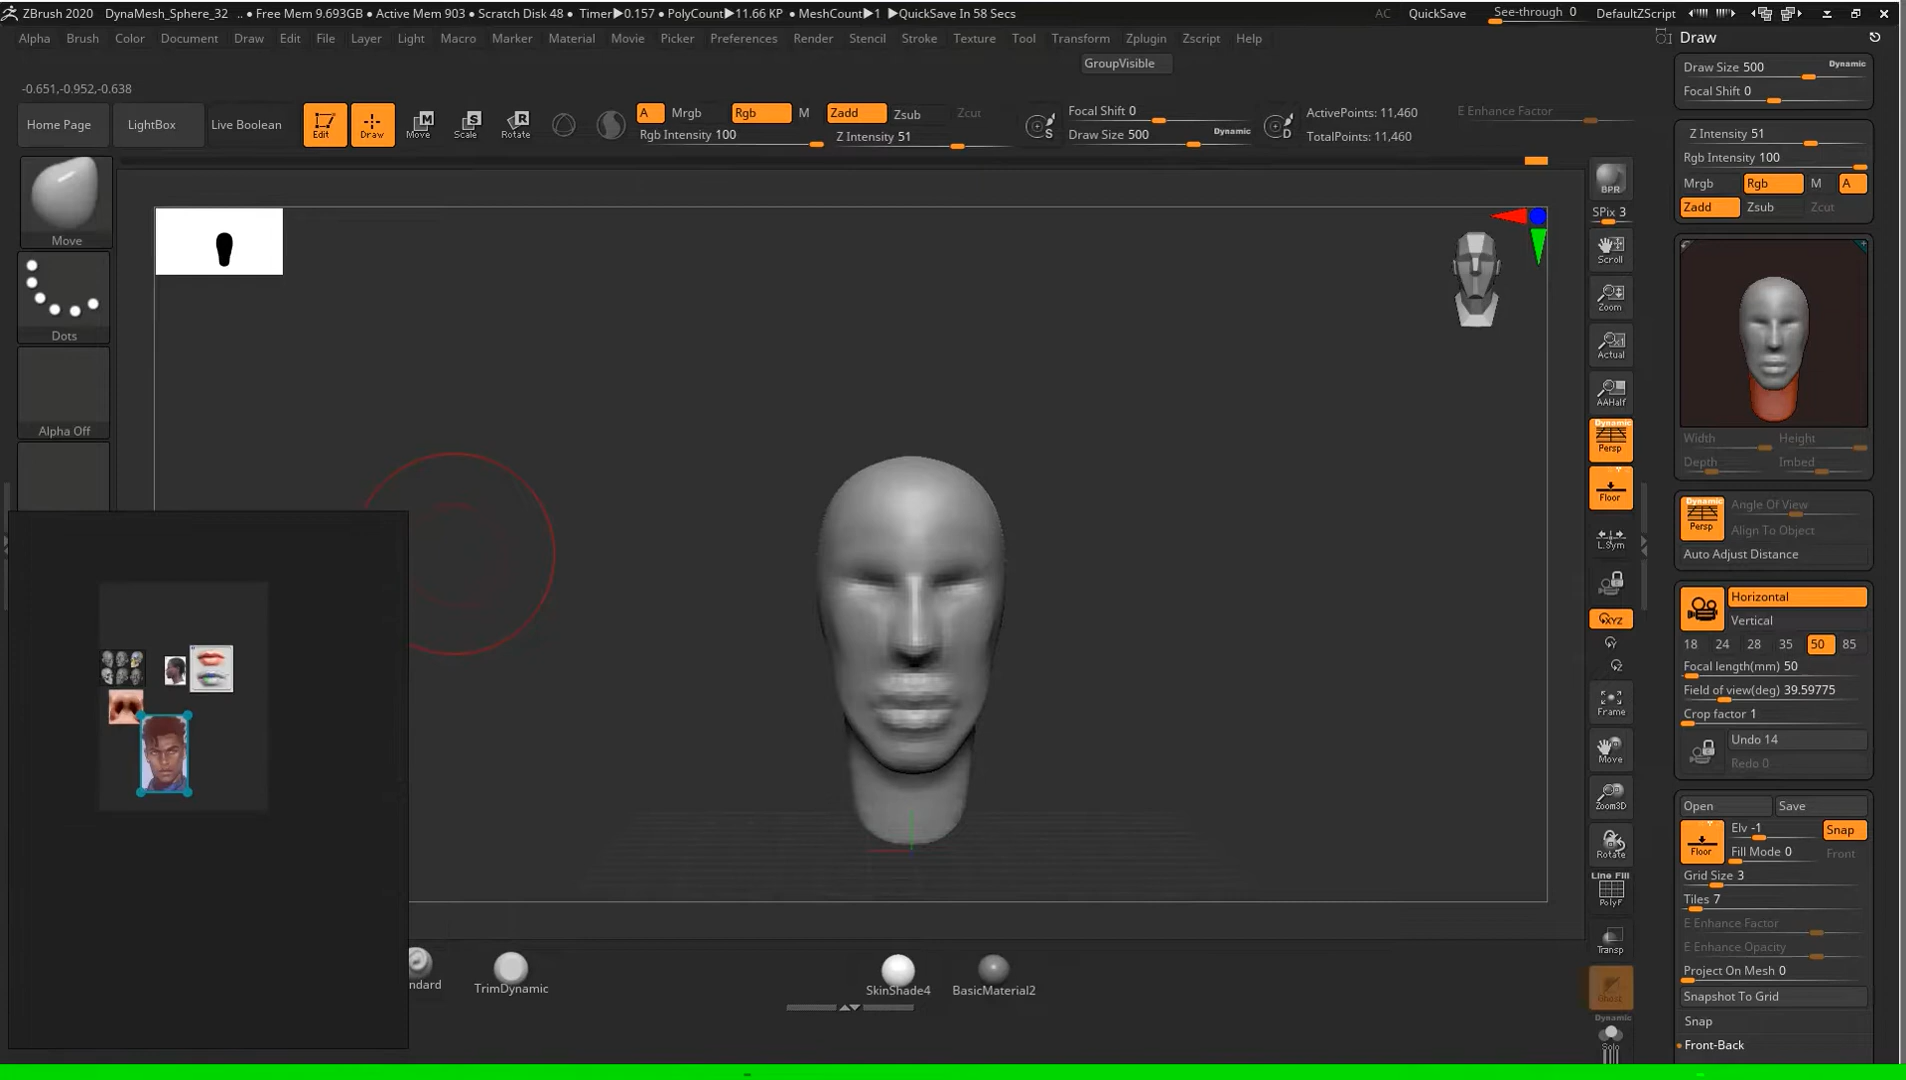 ZBrush 2020 DynaMesh_Sphere_32 .. • Free Mem 9.693GB • Active Mem 903 • Scratch Disk 48 • Timer▶0.157 • PolyCount▶11.66 KP • MeshCount▶1 ▶QuickSave In 58 Secs AC QuickSave See-through 0 DefaultZScript
Alpha Brush Color Document Draw Edit File Layer Light Macro Marker Material Movie Picker Preferences Render Stencil Stroke Texture Tool Transform Zplugin Zscript Help
Draw
GroupVisible
-0.651,-0.952,-0.638
Home Page LightBox Live Boolean Edit Draw Move Scale Rotate
A Mrgb Rgb M Zadd Zsub Zcut
Rgb Intensity 100 Z Intensity 51
Focal Shift 0
Draw Size 500 Dynamic
ActivePoints: 11,460
TotalPoints: 11,460
E Enhance Factor
Move
Dots
Alpha Off
BPR
SPix 3
Scroll
Zoom
Actual
AAHalf
Dynamic
Persp
Floor
L.Sym
XYZ
Y
Z
Frame
Move
Zoom3D
Rotate
Line Fill
PolyF
Transp
Ghost
Dynamic
Solo
Draw Size 500 Dynamic
Focal Shift 0
Z Intensity 51
Rgb Intensity 100
Mrgb Rgb M A
Zadd Zsub Zcut
Width Height
Depth Imbed
Dynamic
Persp
Angle Of View
Align To Object
Auto Adjust Distance
Horizontal
Vertical
18 24 28 35 50 85
Focal length(mm) 50
Field of view(deg) 39.59775
Crop factor 1
Undo 14
Redo 0
Open Save
Floor
Elv -1 Snap
Fill Mode 0 Front
Grid Size 3
Tiles 7
E Enhance Factor
E Enhance Opacity
Project On Mesh 0
Snapshot To Grid
Snap
Front-Back
ndard TrimDynamic SkinShade4 BasicMaterial2